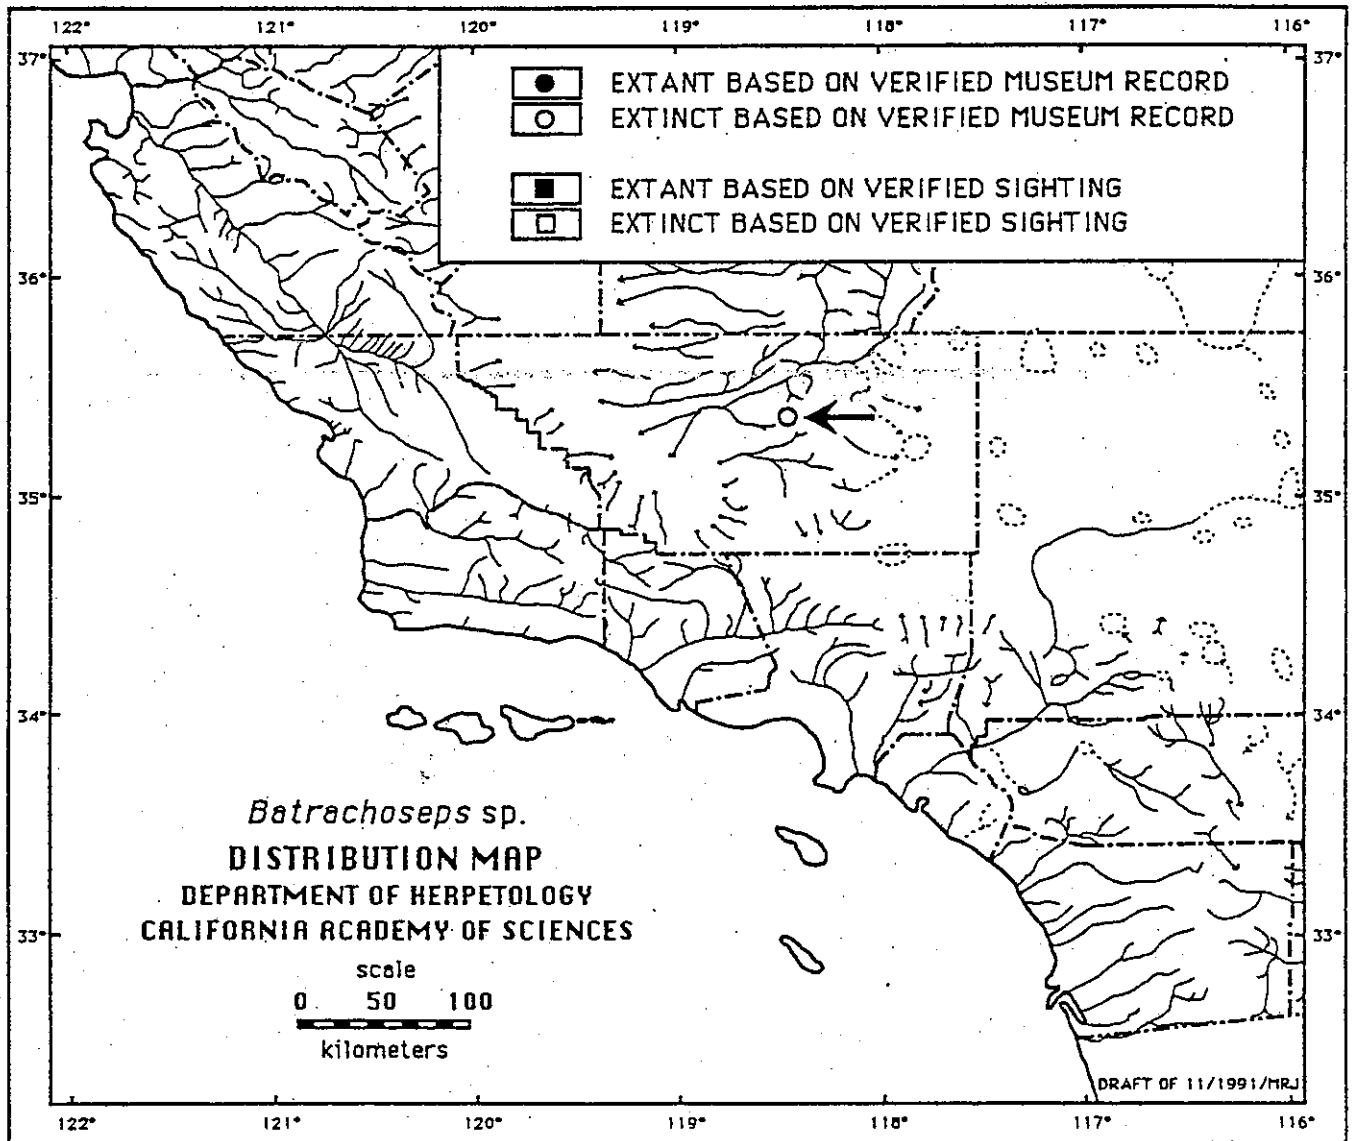 122° 121° 120° 119° 118° 117° 116°
37° 37°
EXTANT BASED ON VERIFIED MUSEUM RECORD
EXTINCT BASED ON VERIFIED MUSEUM RECORD
EXTANT BASED ON VERIFIED SIGHTING
EXTINCT BASED ON VERIFIED SIGHTING
36° 36°
35° 35°
34° 34°
Batrachoseps sp.
DISTRIBUTION MAP
DEPARTMENT OF HERPETOLOGY
CALIFORNIA ACADEMY OF SCIENCES
33° 33°
scale
0 50 100
kilometers
DRAFT OF 11/1991/MRJ
122° 121° 120° 119° 118° 117° 116°